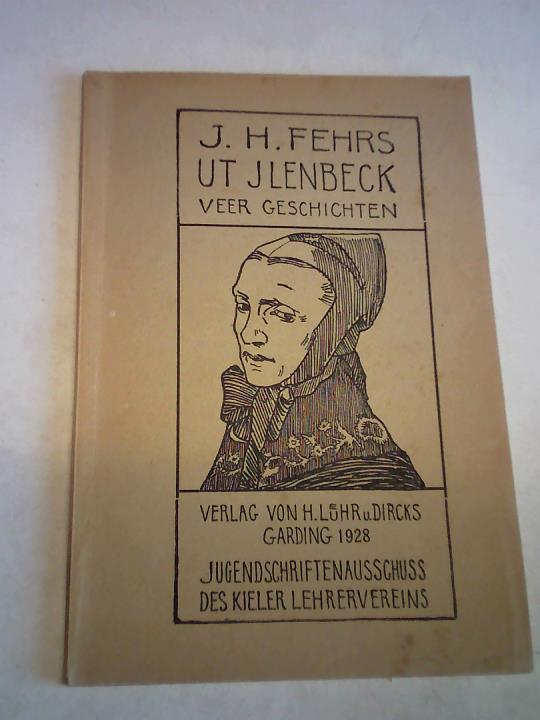 J. H. FEHRS
UT JLENBECK
VEER GESCHICHTEN
VERLAG VON H. LÜHR u. DIRCKS
GARDING 1928
JUGENDSCHRIFTENAUSSCHUSS
DES KIELER LEHRERVEREINS